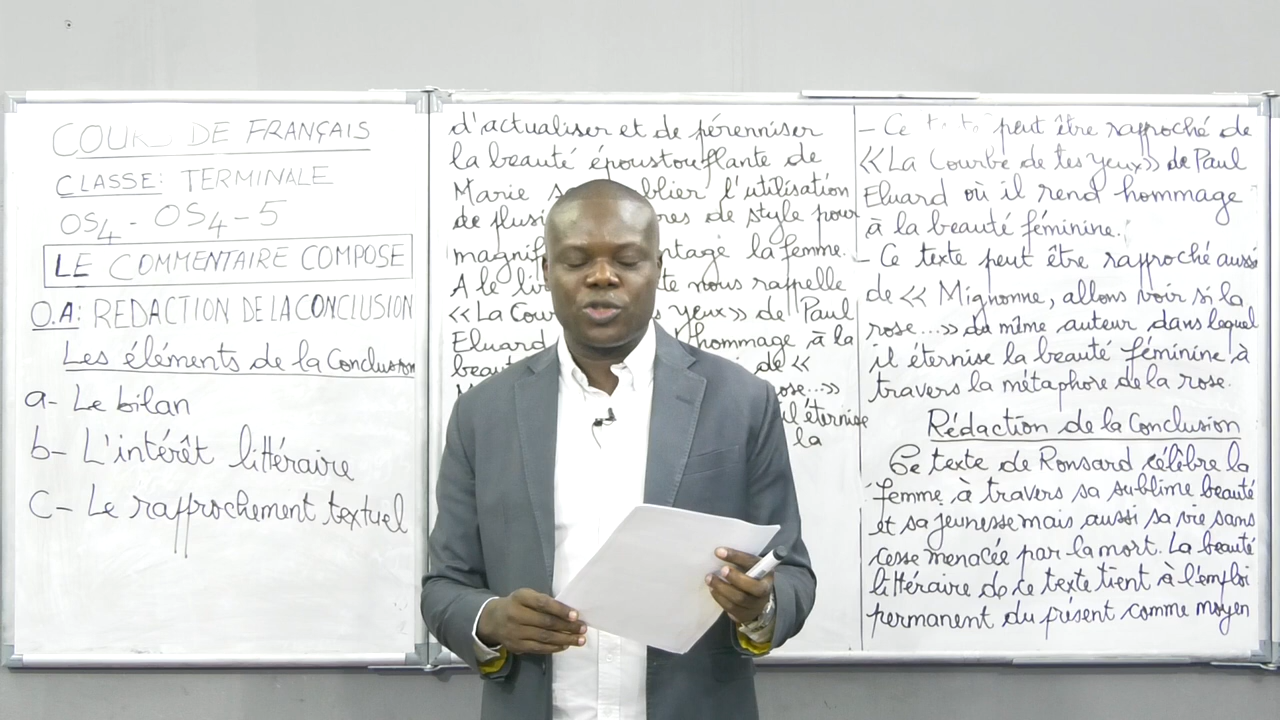 COURS DE FRANÇAIS
CLASSE: TERMINALE
OS4 - OS4-5
LE COMMENTAIRE COMPOSE
O.A: REDACTION DE LA CONCLUSION
Les éléments de la Conclusion
a- Le bilan
b- L'intérêt littéraire
C- Le rapprochement textuel
d'actualiser et de pérenniser
la beauté époustouflante de
Marie l'utilisation
de de style pour
la femme.
A le nous rappelle
<< yeux>> de Paul
Eluard hommage à la
de <<
il éternise
la
- Ce peut être rapproché de
<<La Courbe de tes yeux>> de Paul
Eluard où il rend hommage
à la beauté féminine.
- Ce texte peut être rapproché aussi
de << Mignonne, allons voir si la
rose...>> du même auteur dans lequel
il éternise la beauté féminine à
travers la métaphore de la rose.
Rédaction de la Conclusion
Ce texte de Ronsard célèbre la
femme à travers sa sublime beauté
et sa jeunesse mais aussi sa vie sans
cesse menacée par la mort. La beauté
littéraire de ce texte tient à l'emploi
permanent du présent comme moyen